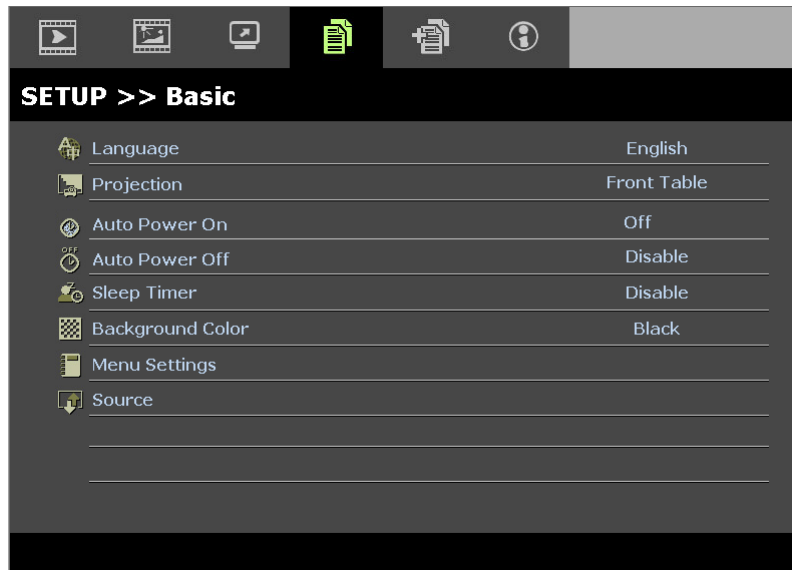 SETUP >> Basic
Language English
Projection Front Table
Auto Power On Off
Auto Power Off Disable
Sleep Timer Disable
Background Color Black
Menu Settings
Source